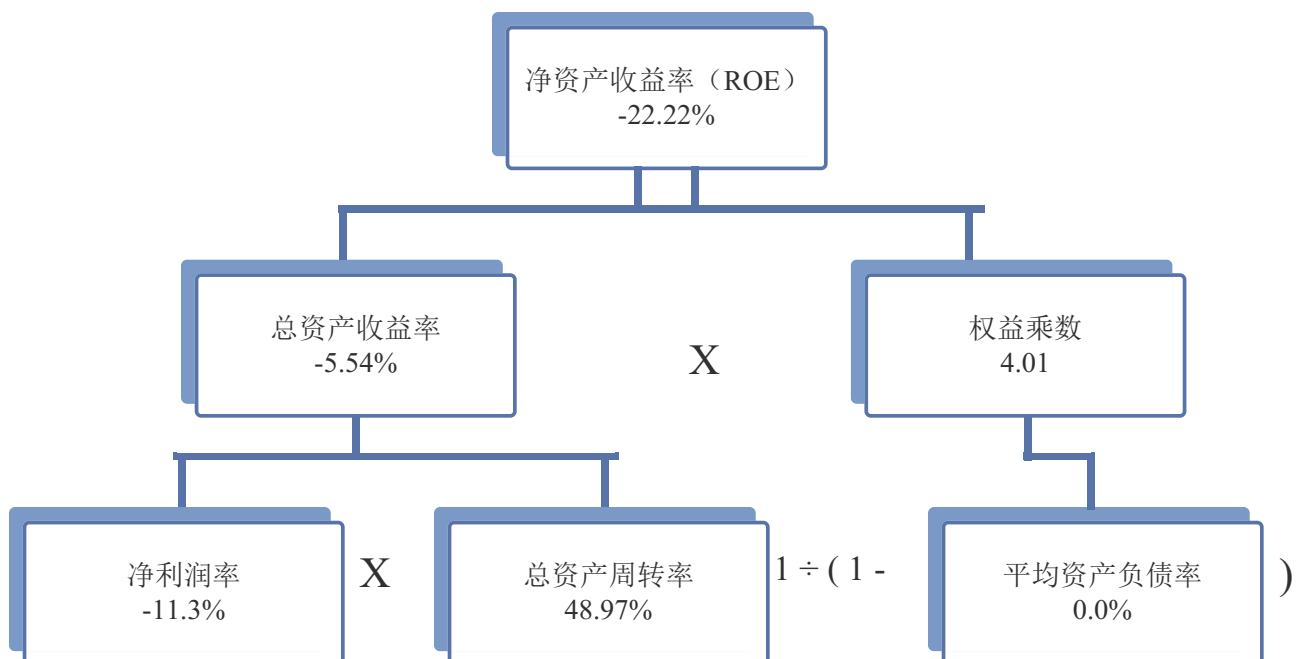 净资产收益率（ROE）
-22.22%
总资产收益率
-5.54%
X
权益乘数
4.01
净利润率
-11.3%
X
总资产周转率
48.97%
1 ÷ ( 1 -
平均资产负债率
0.0%
)